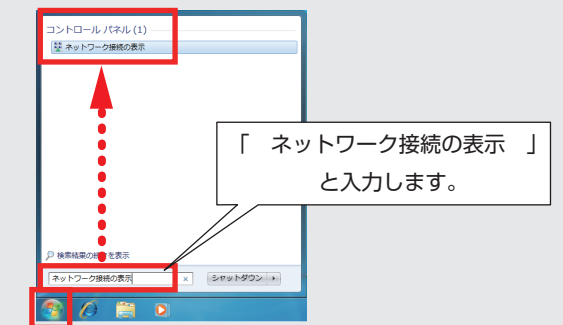 コントロール パネル (1)
ネットワーク接続の表示
「 ネットワーク接続の表示 」
と入力します。
検索結果の続きを表示
ネットワーク接続の表示
シャットダウン